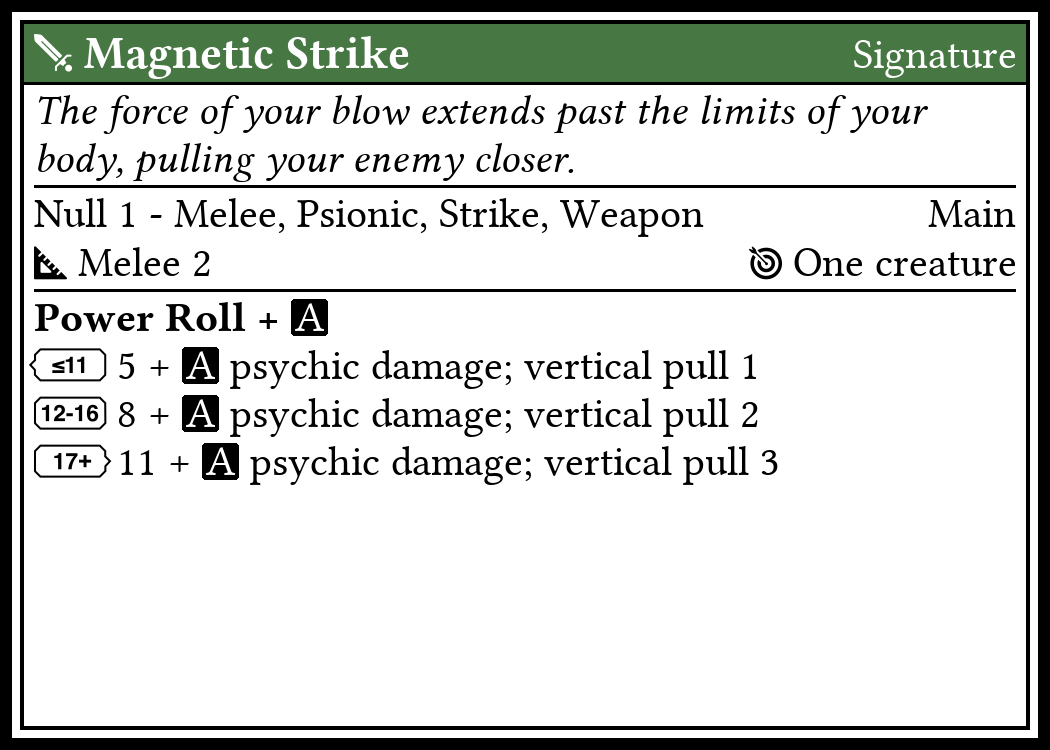 Magnetic Strike Signature
The force of your blow extends past the limits of your
body, pulling your enemy closer.
Null 1 - Melee, Psionic, Strike, Weapon Main
Melee 2 One creature
Power Roll + A
≤11 5 + A psychic damage; vertical pull 1
12-16 8 + A psychic damage; vertical pull 2
17+ 11 + A psychic damage; vertical pull 3